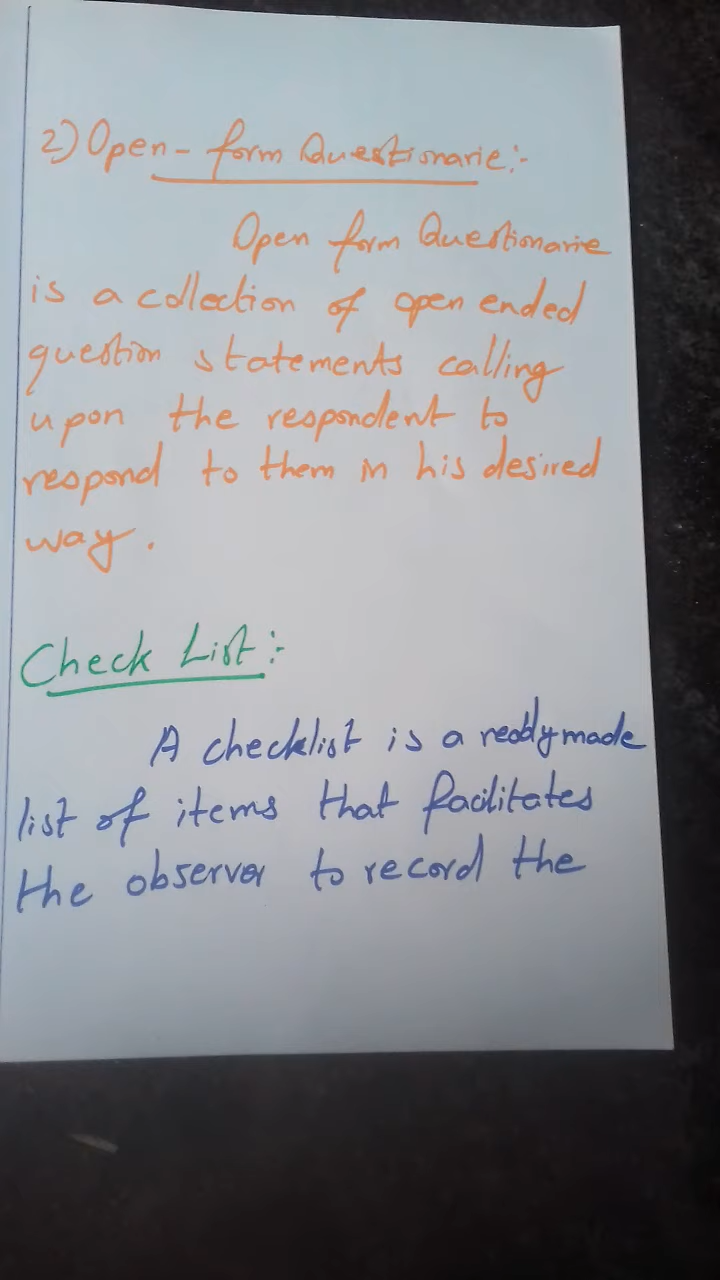 2) Open - form Questionarie:-
Open form Questionarie
is a collection of open ended
question statements calling
upon the respondent to
respond to them in his desired
way.
Check List:-
A checklist is a readymade
list of items that facilitates
the observer to record the